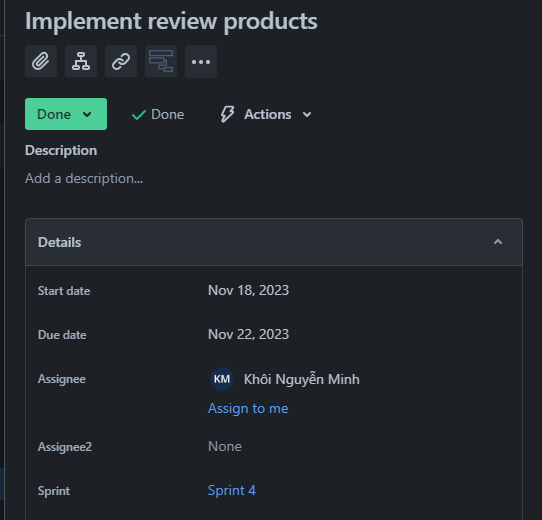 Implement review products
Done
Done
Actions
Description
Add a description...
Details
Start date
Nov 18, 2023
Due date
Nov 22, 2023
Assignee
KM
Khôi Nguyễn Minh
Assign to me
Assignee2
None
Sprint
Sprint 4